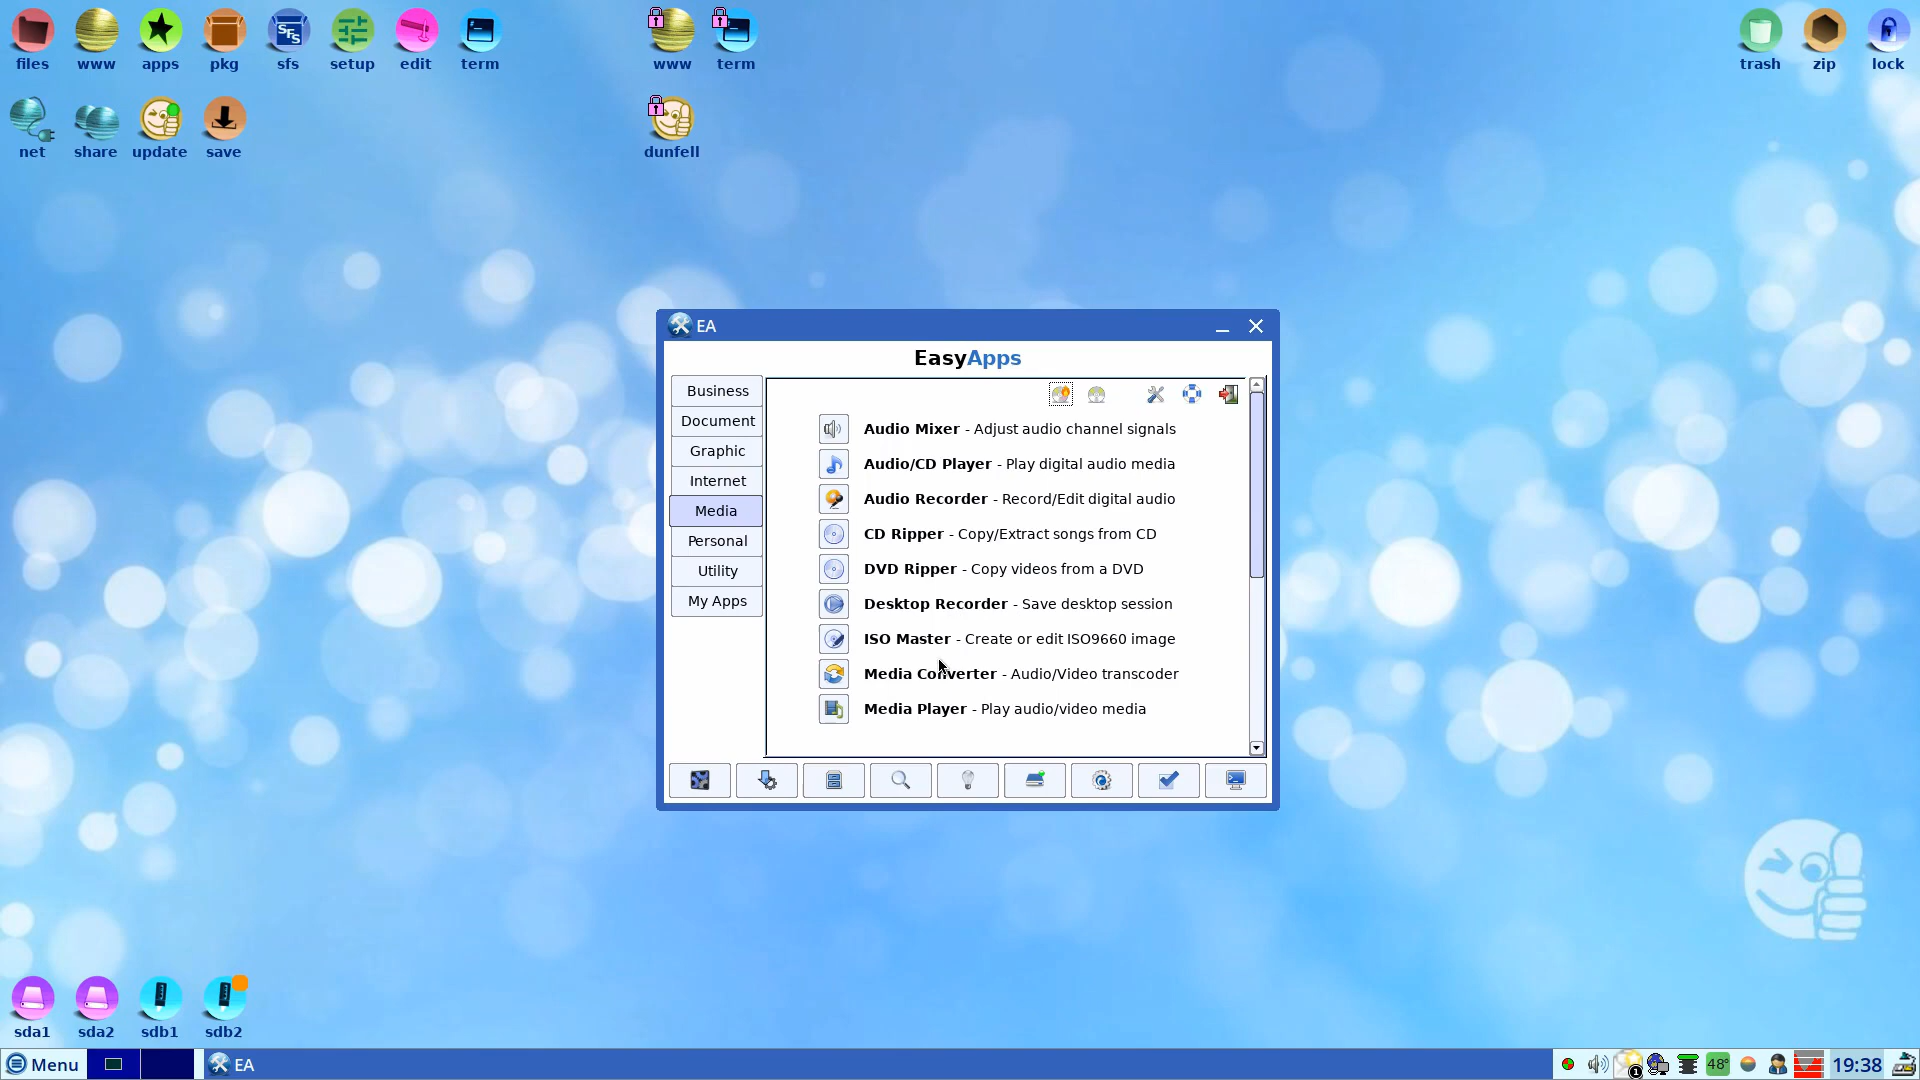 files www apps pkg sfs setup edit term www term trash zip lock
SFS
net share update save dunfell
EA
EasyApps
Business
Document
Graphic
Internet
Media
Personal
Utility
My Apps
Audio Mixer - Adjust audio channel signals
Audio/CD Player - Play digital audio media
Audio Recorder - Record/Edit digital audio
CD Ripper - Copy/Extract songs from CD
DVD Ripper - Copy videos from a DVD
Desktop Recorder - Save desktop session
ISO Master - Create or edit ISO9660 image
Media Converter - Audio/Video transcoder
Media Player - Play audio/video media
sda1 sda2 sdb1 sdb2
Menu EA 1 48° 19:38